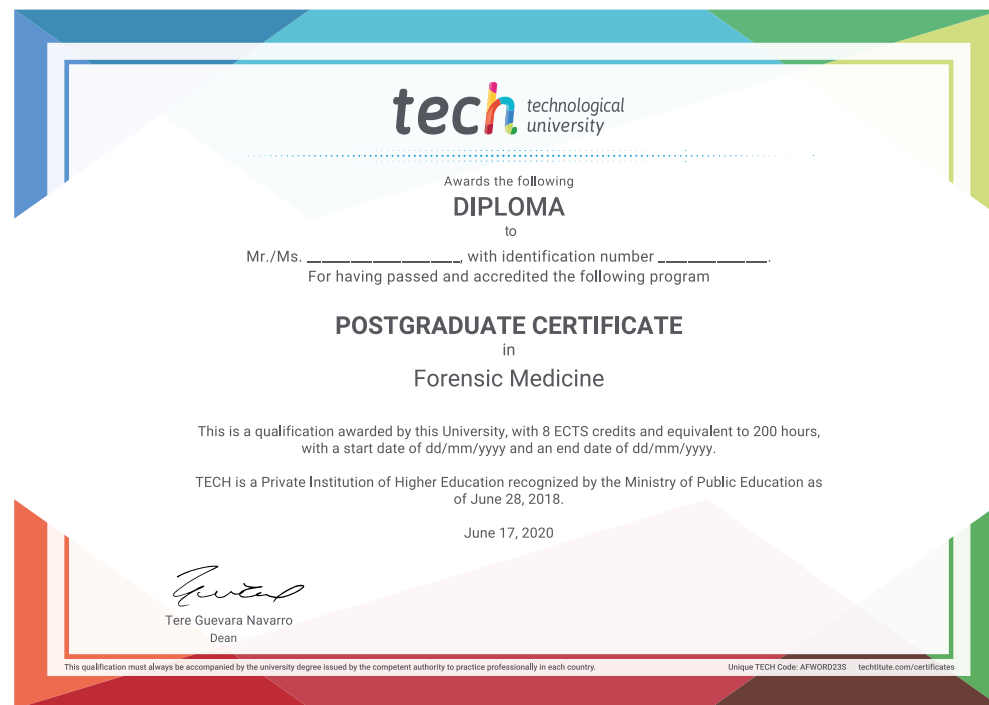 tech technological
university
Awards the following
DIPLOMA
to
Mr./Ms. _____________________, with identification number _______________.
For having passed and accredited the following program
POSTGRADUATE CERTIFICATE
in
Forensic Medicine
This is a qualification awarded by this University, with 8 ECTS credits and equivalent to 200 hours,
with a start date of dd/mm/yyyy and an end date of dd/mm/yyyy.
TECH is a Private Institution of Higher Education recognized by the Ministry of Public Education as
of June 28, 2018.
June 17, 2020
Tere Guevara Navarro
Dean
This qualification must always be accompanied by the university degree issued by the competent authority to practice professionally in each country.
Unique TECH Code: AFWORD23S techtitute.com/certificates